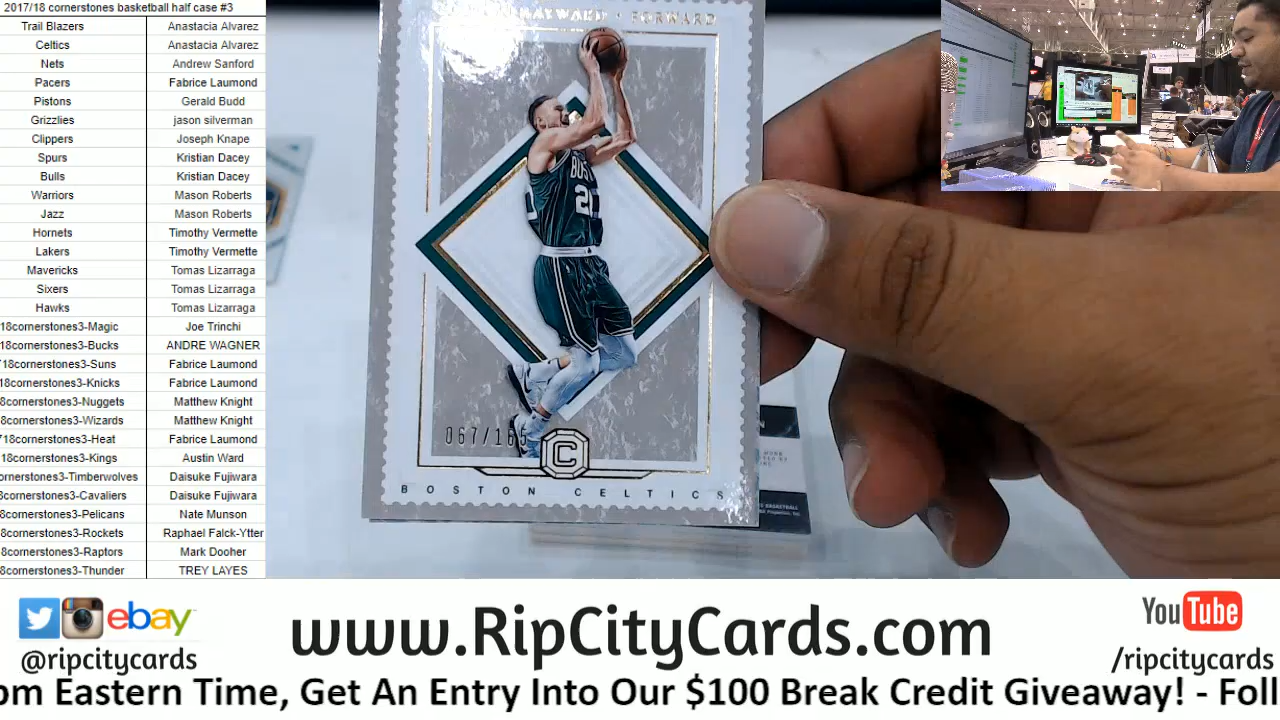 2017/18 cornerstones basketball half case #3
Trail Blazers Anastacia Alvarez
Celtics Anastacia Alvarez
Nets Andrew Sanford
Pacers Fabrice Laumond
Pistons Gerald Budd
Grizzlies jason silverman
Clippers Joseph Knape
Spurs Kristian Dacey
Bulls Kristian Dacey
Warriors Mason Roberts
Jazz Mason Roberts
Hornets Timothy Vermette
Lakers Timothy Vermette
Mavericks Tomas Lizarraga
Sixers Tomas Lizarraga
Hawks Tomas Lizarraga
18cornerstones3-Magic Joe Trinchi
18cornerstones3-Bucks ANDRE WAGNER
18cornerstones3-Suns Fabrice Laumond
18cornerstones3-Knicks Fabrice Laumond
18cornerstones3-Nuggets Matthew Knight
8cornerstones3-Wizards Matthew Knight
718cornerstones3-Heat Fabrice Laumond
18cornerstones3-Kings Austin Ward
ornerstones3-Timberwolves Daisuke Fujiwara
8cornerstones3-Cavaliers Daisuke Fujiwara
8cornerstones3-Pelicans Nate Munson
8cornerstones3-Rockets Raphael Falck-Ytter
8cornerstones3-Raptors Mark Dooher
8cornerstones3-Thunder TREY LAYES
HAYWARD · FORWARD
BOS
20
067/165
C
BOSTON CELTICS
ebay
@ripcitycards
www.RipCityCards.com
YouTube
/ripcitycards
pm Eastern Time, Get An Entry Into Our $100 Break Credit Giveaway! - Foll